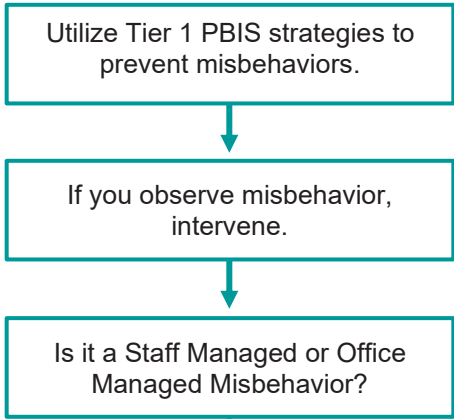 Utilize Tier 1 PBIS strategies to
prevent misbehaviors.
If you observe misbehavior,
intervene.
Is it a Staff Managed or Office
Managed Misbehavior?